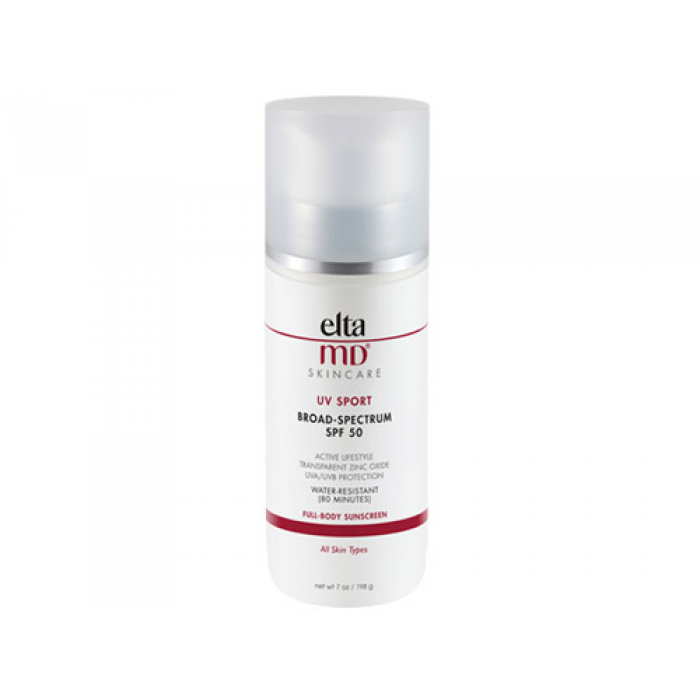 elta
MD®
SKINCARE
UV SPORT
BROAD-SPECTRUM
SPF 50
ACTIVE LIFESTYLE
TRANSPARENT ZINC OXIDE
UVA/UVB PROTECTION
WATER-RESISTANT
(80 MINUTES)
FULL-BODY SUNSCREEN
All Skin Types
net wt 7 oz / 198 g